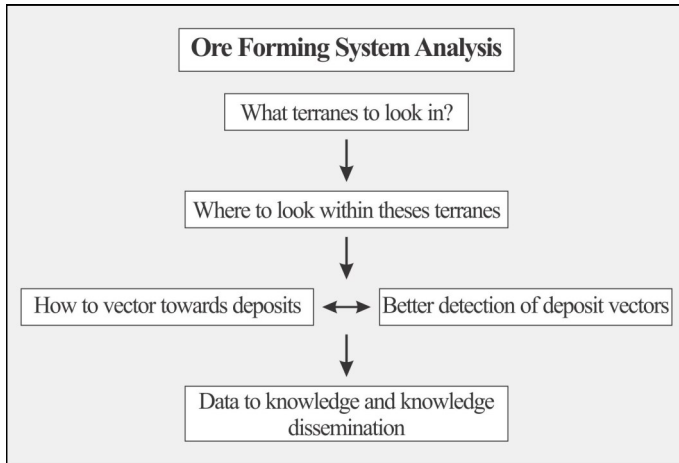 Ore Forming System Analysis
What terranes to look in?
Where to look within theses terranes
How to vector towards deposits
Better detection of deposit vectors
Data to knowledge and knowledge
dissemination